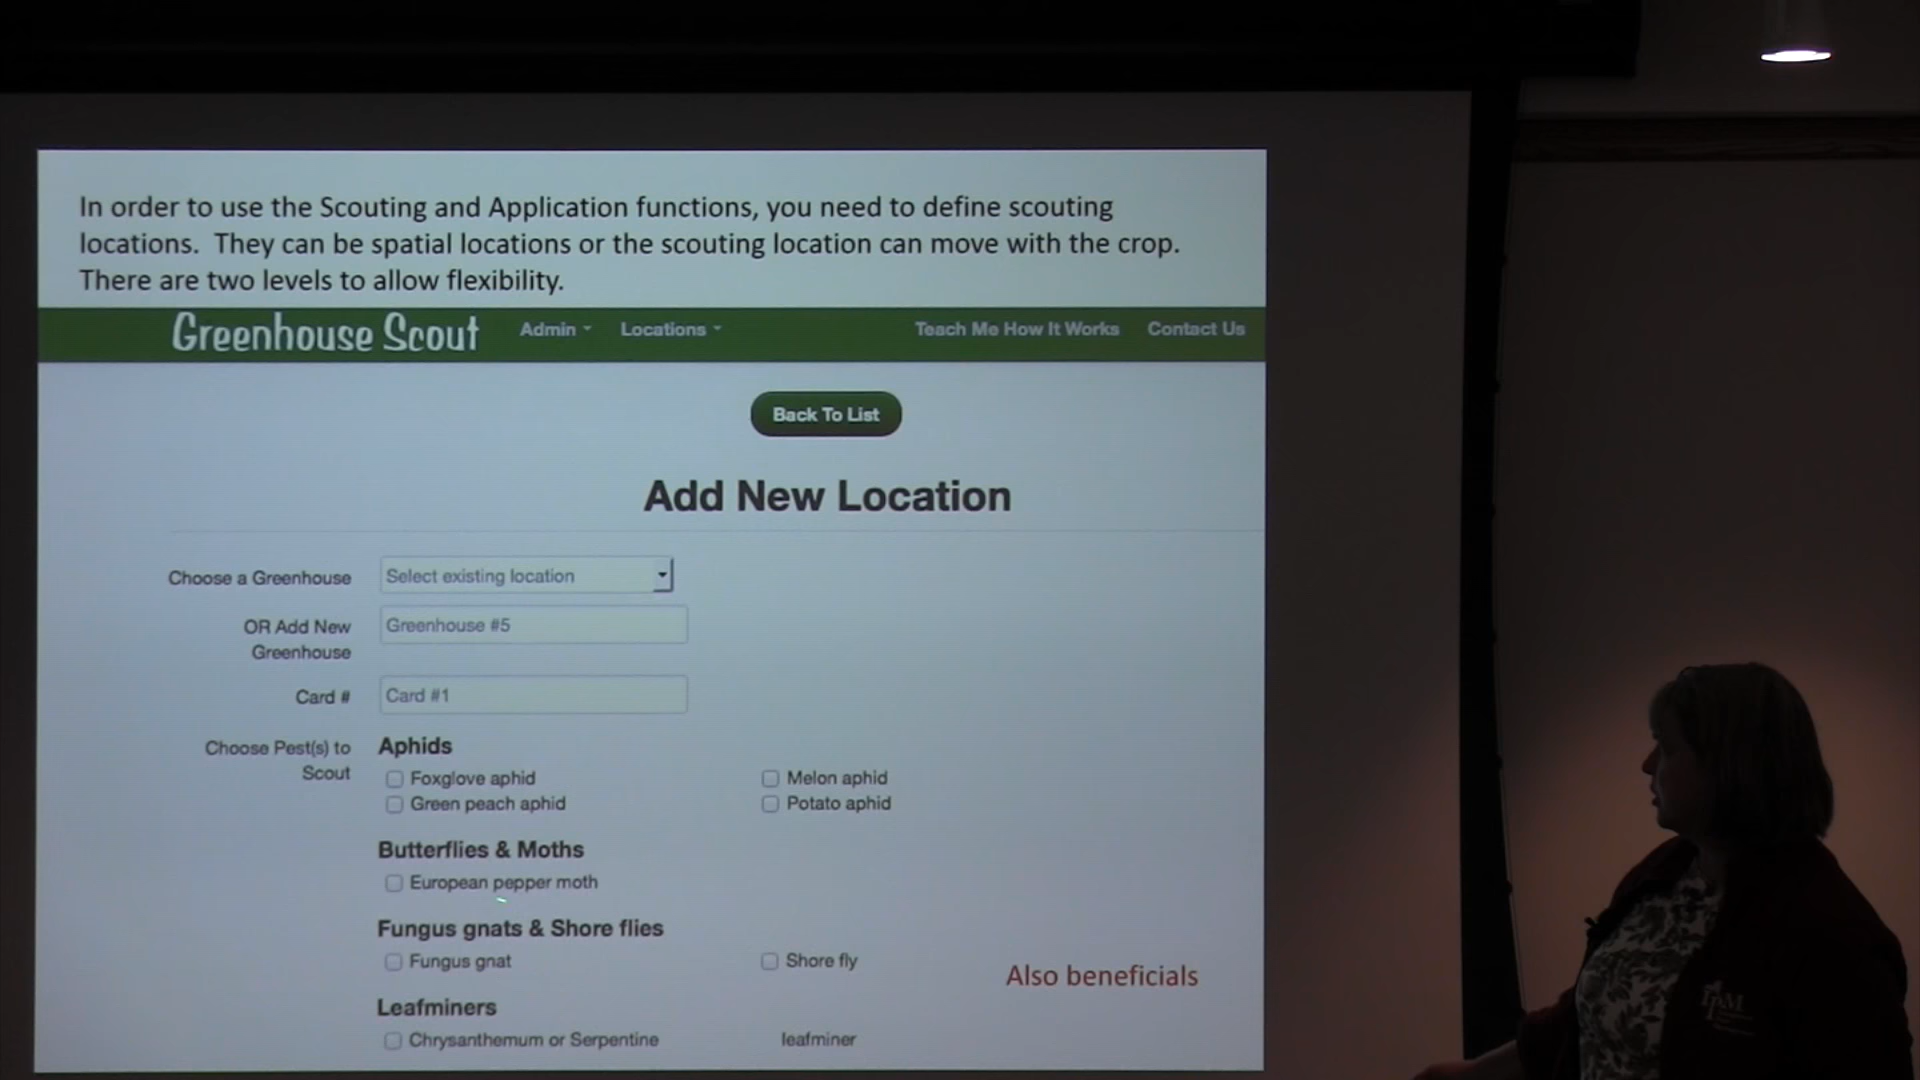 In order to use the Scouting and Application functions, you need to define scouting
locations. They can be spatial locations or the scouting location can move with the crop.
There are two levels to allow flexibility.
Greenhouse Scout Admin Locations Teach Me How It Works Contact Us
Back To List
Add New Location
Choose a Greenhouse Select existing location
OR Add New Greenhouse #5
Greenhouse
Card # Card #1
Choose Pest(s) to Aphids
Scout
Foxglove aphid Melon aphid
Green peach aphid Potato aphid
Butterflies & Moths
European pepper moth
Fungus gnats & Shore flies
Fungus gnat Shore fly
Also beneficials
Leafminers
Chrysanthemum or Serpentine leafminer
IPM